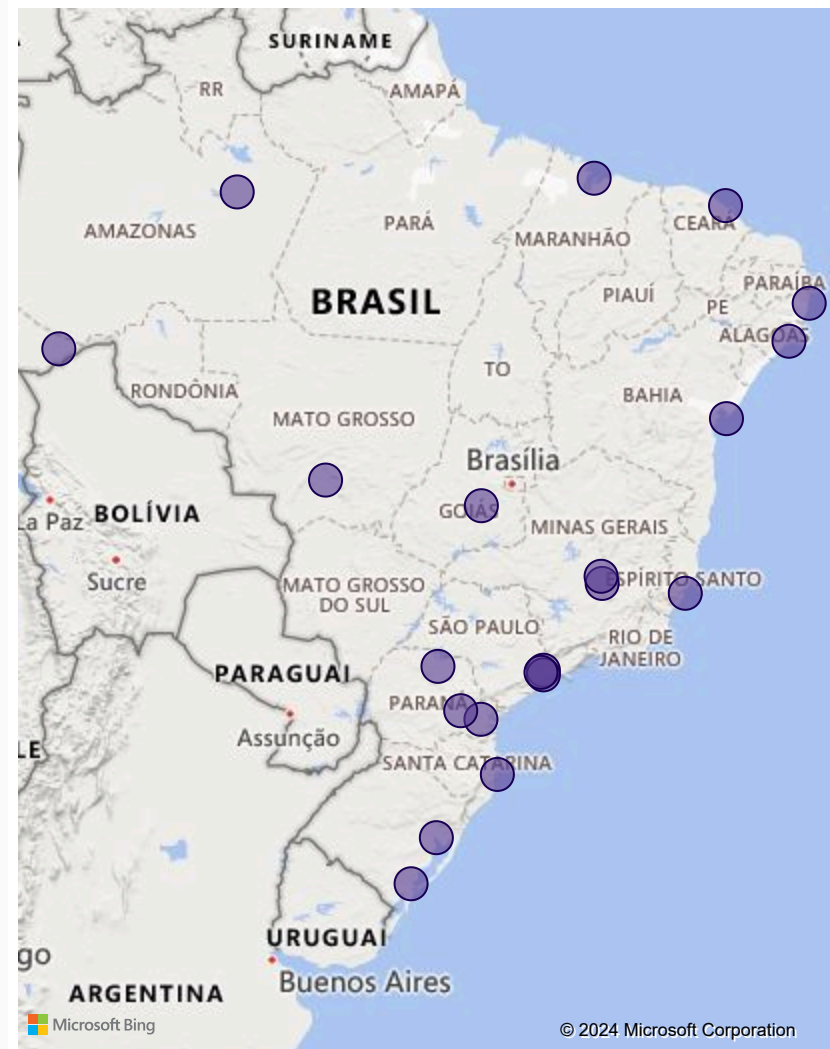 SURINAME
RR
AMAPÁ
AMAZONAS
PARÁ
MARANHÃO
CEARÁ
BRASIL
PIAUÍ
PARAÍBA
PE
ALAGOAS
TO
RONDÔNIA
BAHIA
MATO GROSSO
Brasília
La Paz
BOLÍVIA
GOIÁS
MINAS GERAIS
Sucre
MATO GROSSO
DO SUL
ESPÍRITO SANTO
SÃO PAULO
RIO DE
JANEIRO
PARAGUAI
PARANÁ
Assunção
LE
SANTA CATARINA
URUGUAI
go
Buenos Aires
ARGENTINA
Microsoft Bing
© 2024 Microsoft Corporation